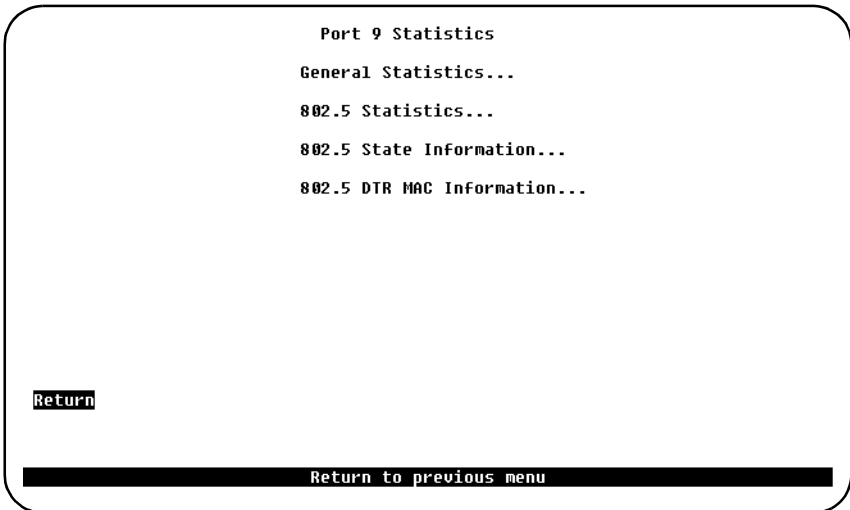 Port 9 Statistics
General Statistics...
802.5 Statistics...
802.5 State Information...
802.5 DTR MAC Information...
Return
Return to previous menu